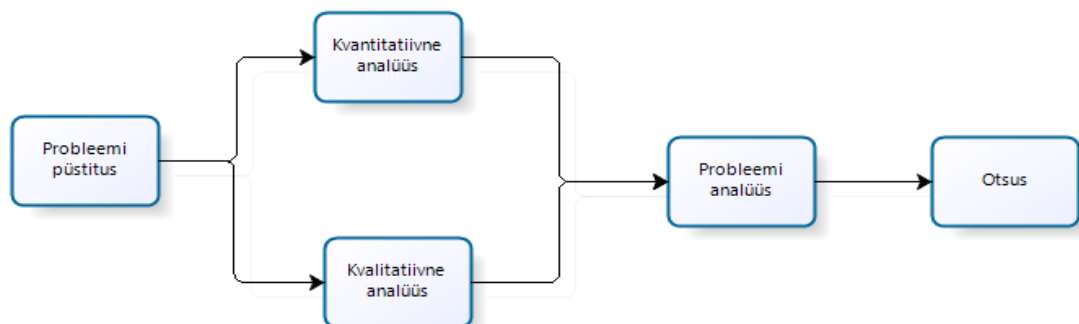 Probleemi
püstitus
Kvantitatiivne
analüüs
Kvalitatiivne
analüüs
Probleemi
analüüs
Otsus